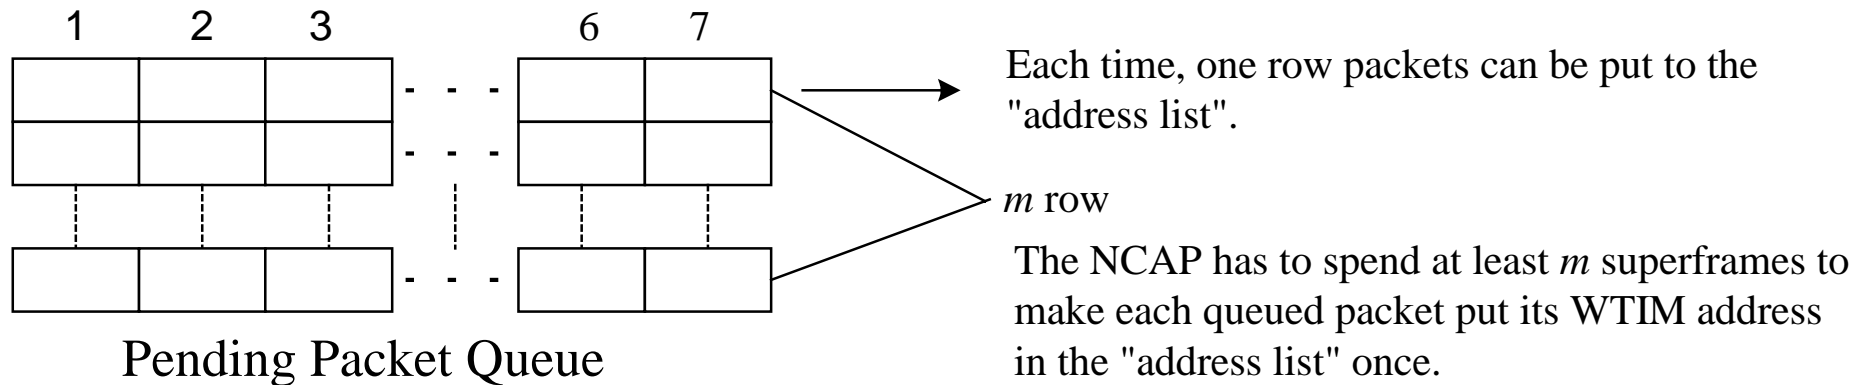 1 2 3 6 7
Each time, one row packets can be put to the
"address list".
m row
The NCAP has to spend at least m superframes to
make each queued packet put its WTIM address
in the "address list" once.
Pending Packet Queue